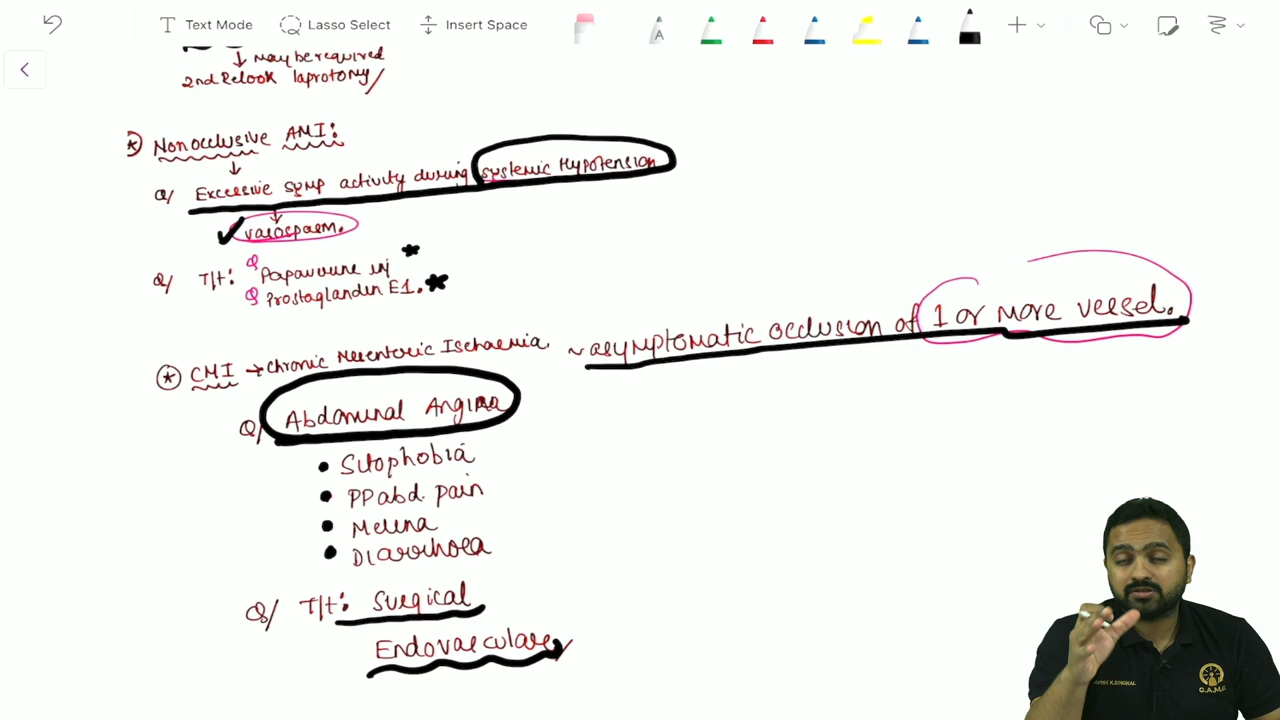 Text Mode
Lasso Select
Insert Space
A
↓ may be required
2nd Relook laprotomy
Nonocclusive AMI:
Q/ Excessive symp activity during systemic Hypotension
vasospasm.
Q/ T/t: Papaverine inj
Prostaglandin E1.
CMI → Chronic Mesenteric Ischaemia ~ asymptomatic occlusion of 1 or more vessel.
Q/ Abdominal Angina
• Sitophobia
• PP abd. pain
• Melena
• Diarrhoea
Q/ T/t: Surgical
Endovascular
G.A.M.S